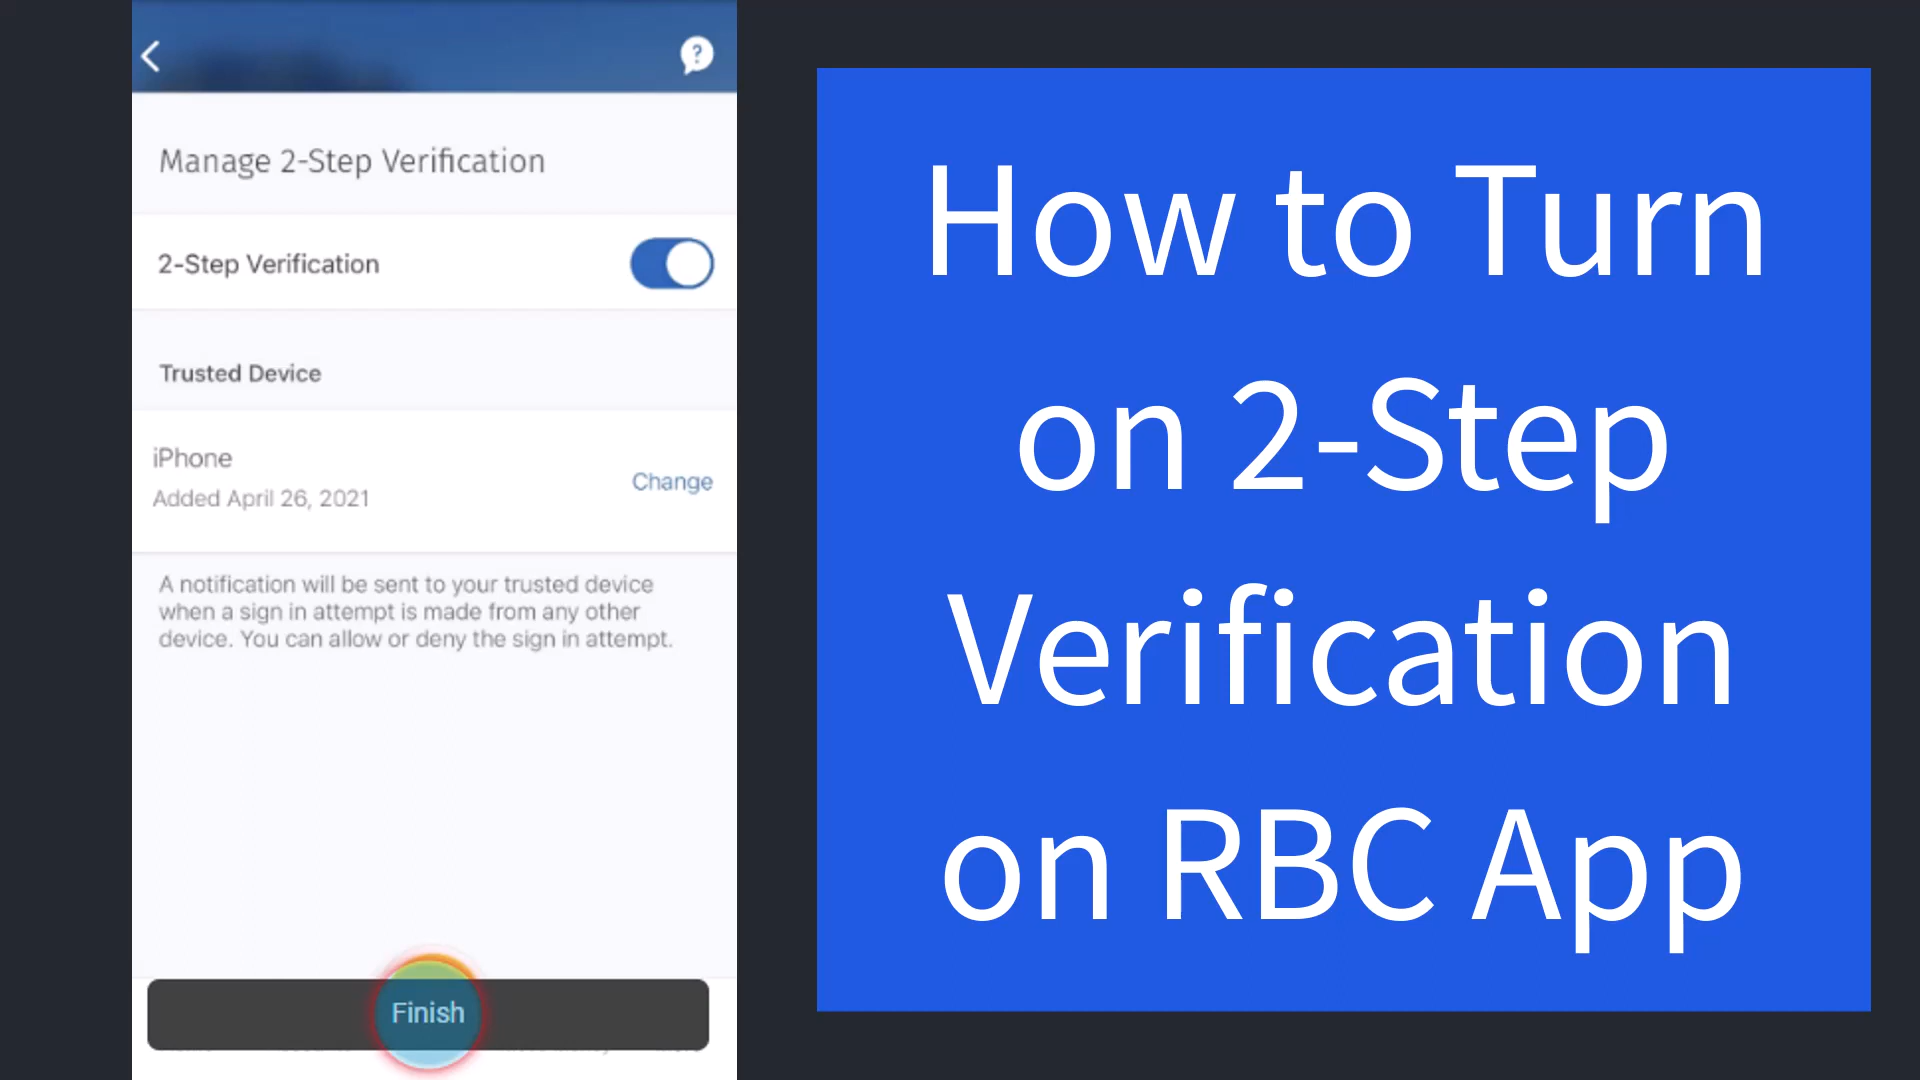 ?
Manage 2-Step Verification
2-Step Verification
Trusted Device
iPhone
Added April 26, 2021
Change
A notification will be sent to your trusted device
when a sign in attempt is made from any other
device. You can allow or deny the sign in attempt.
Finish
How to Turn
on 2-Step
Verification
on RBC App